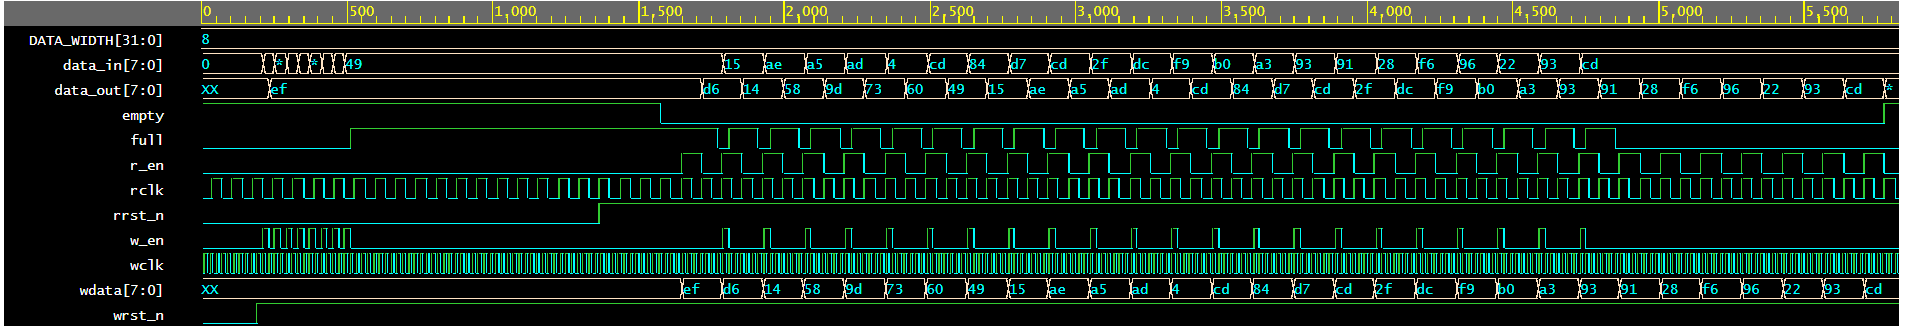 0 500 1,000 1,500 2,000 2,500 3,000 3,500 4,000 4,500 5,000 5,500
DATA_WIDTH[31:0] 8
data_in[7:0] 0 * * 49 15 ae a5 ad 4 cd 84 d7 cd 2f dc f9 b0 a3 93 91 28 f6 96 22 93 cd
data_out[7:0] XX ef d6 14 58 9d 73 60 49 15 ae a5 ad 4 cd 84 d7 cd 2f dc f9 b0 a3 93 91 28 f6 96 22 93 cd *
empty
full
r_en
rclk
rrst_n
w_en
wclk
wdata[7:0] XX ef d6 14 58 9d 73 60 49 15 ae a5 ad 4 cd 84 d7 cd 2f dc f9 b0 a3 93 91 28 f6 96 22 93 cd
wrst_n